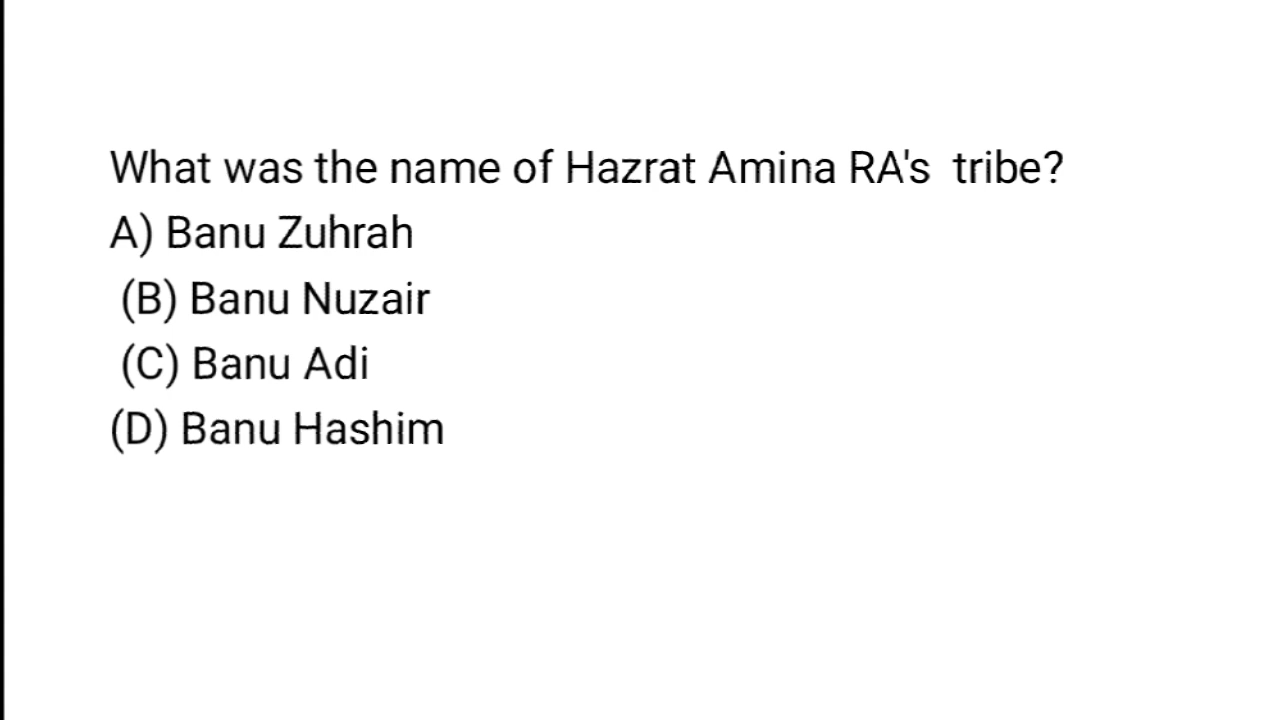 What was the name of Hazrat Amina RA's  tribe?
A) Banu Zuhrah
(B) Banu Nuzair
(C) Banu Adi
(D) Banu Hashim